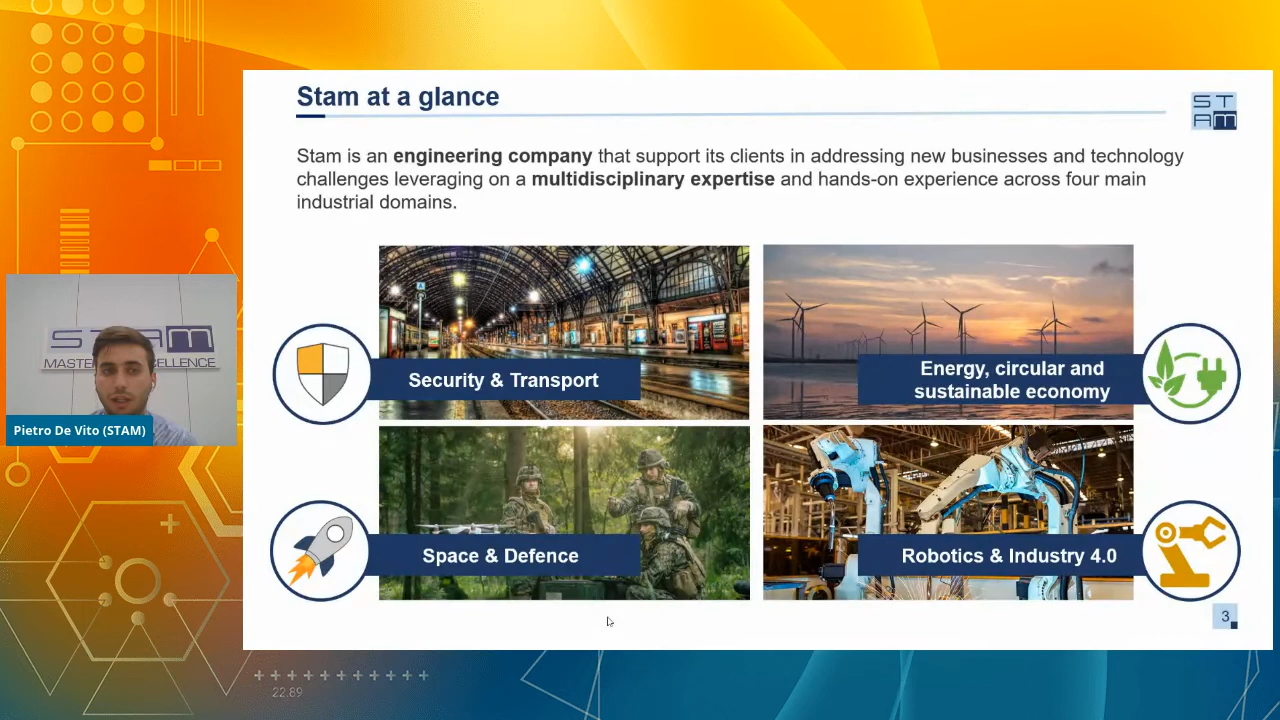 Stam at a glance
ST
AM
Stam is an engineering company that support its clients in addressing new businesses and technology
challenges leveraging on a multidisciplinary expertise and hands-on experience across four main
industrial domains.
Security & Transport
Energy, circular and
sustainable economy
STAM
Pietro De Vito (STAM)
Space & Defence
Robotics & Industry 4.0
3
22.89